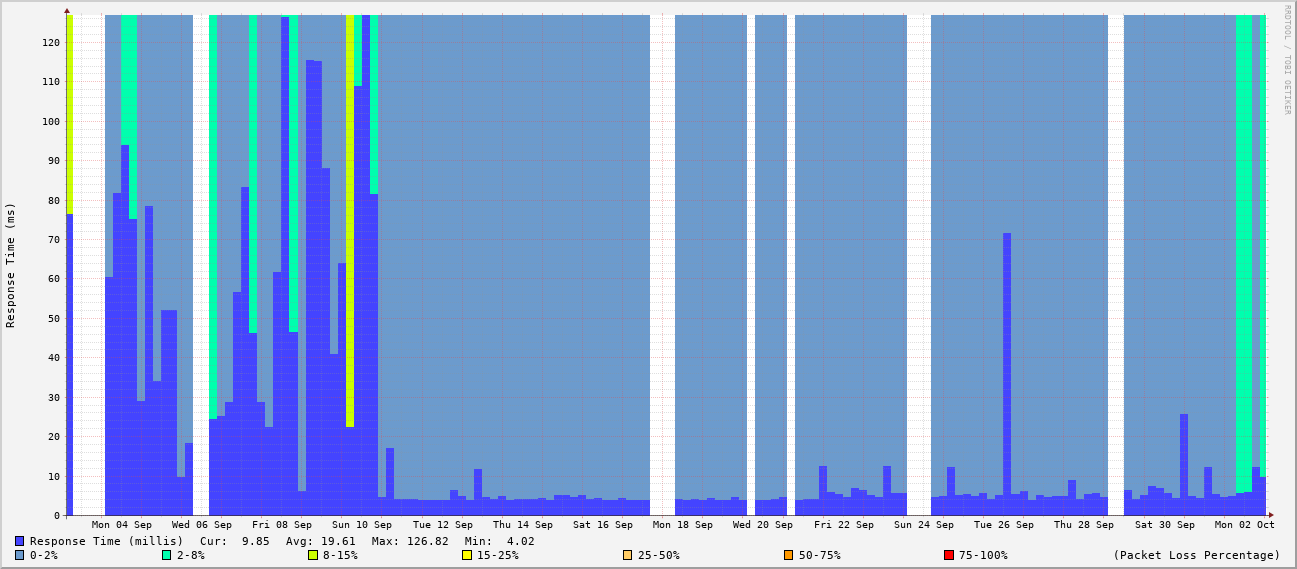 RRDTOOL / TOBI OETIKER
Response Time (ms)
120
110
100
90
80
70
60
50
40
30
20
10
0
Mon 04 Sep Wed 06 Sep Fri 08 Sep Sun 10 Sep Tue 12 Sep Thu 14 Sep Sat 16 Sep Mon 18 Sep Wed 20 Sep Fri 22 Sep Sun 24 Sep Tue 26 Sep Thu 28 Sep Sat 30 Sep Mon 02 Oct
Response Time (millis) Cur: 9.85 Avg: 19.61 Max: 126.82 Min: 4.02
0-2% 2-8% 8-15% 15-25% 25-50% 50-75% 75-100% (Packet Loss Percentage)